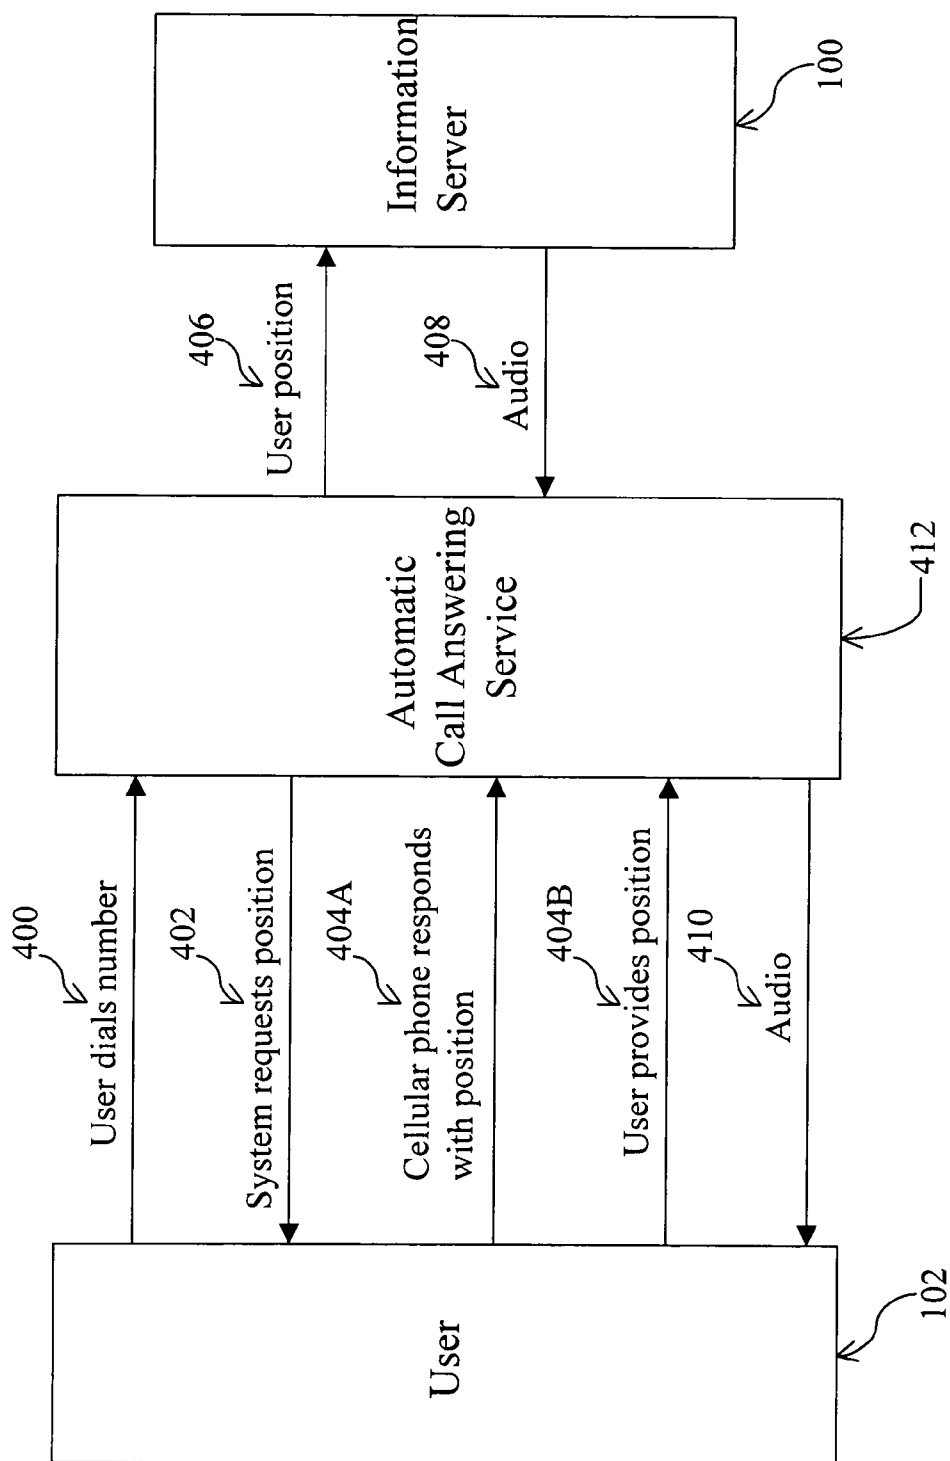 User
102
400
User dials number
402
System requests position
404A
Cellular phone responds
with position
404B
User provides position
410
Audio
Automatic
Call Answering
Service
412
406
User position
408
Audio
Information
Server
100